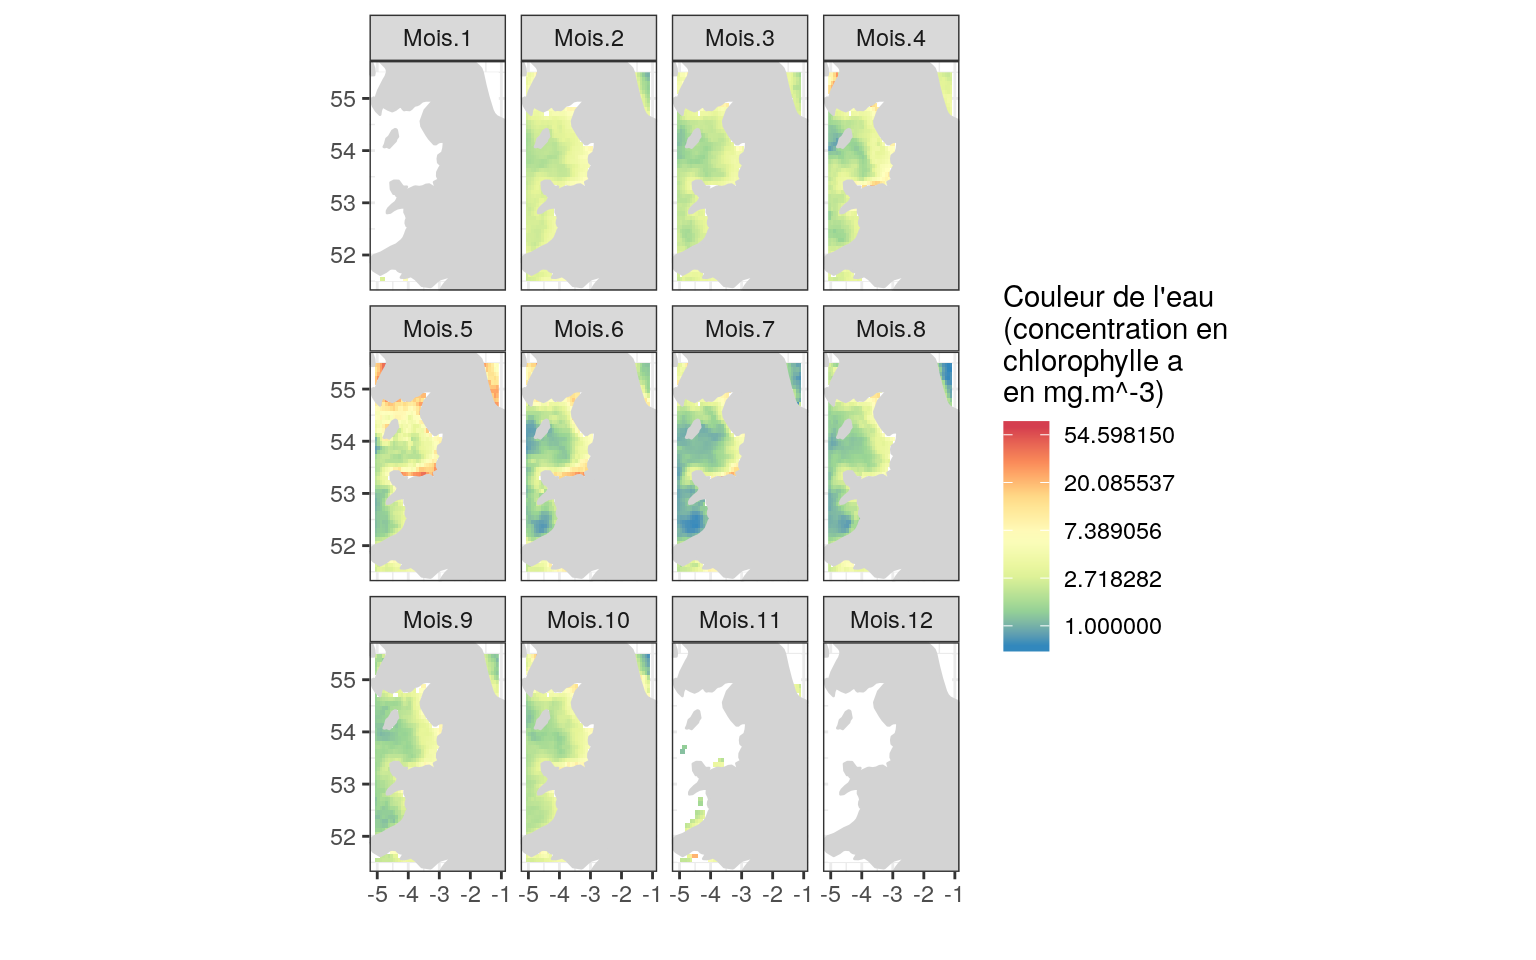 Mois.1 Mois.2 Mois.3 Mois.4
55
54
53
52
Mois.5 Mois.6 Mois.7 Mois.8
55
54
53
52
Couleur de l'eau
(concentration en
chlorophylle a
en mg.m^-3)
54.598150
20.085537
7.389056
2.718282
1.000000
Mois.9 Mois.10 Mois.11 Mois.12
55
54
53
52
-5 -4 -3 -2 -1 -5 -4 -3 -2 -1 -5 -4 -3 -2 -1 -5 -4 -3 -2 -1